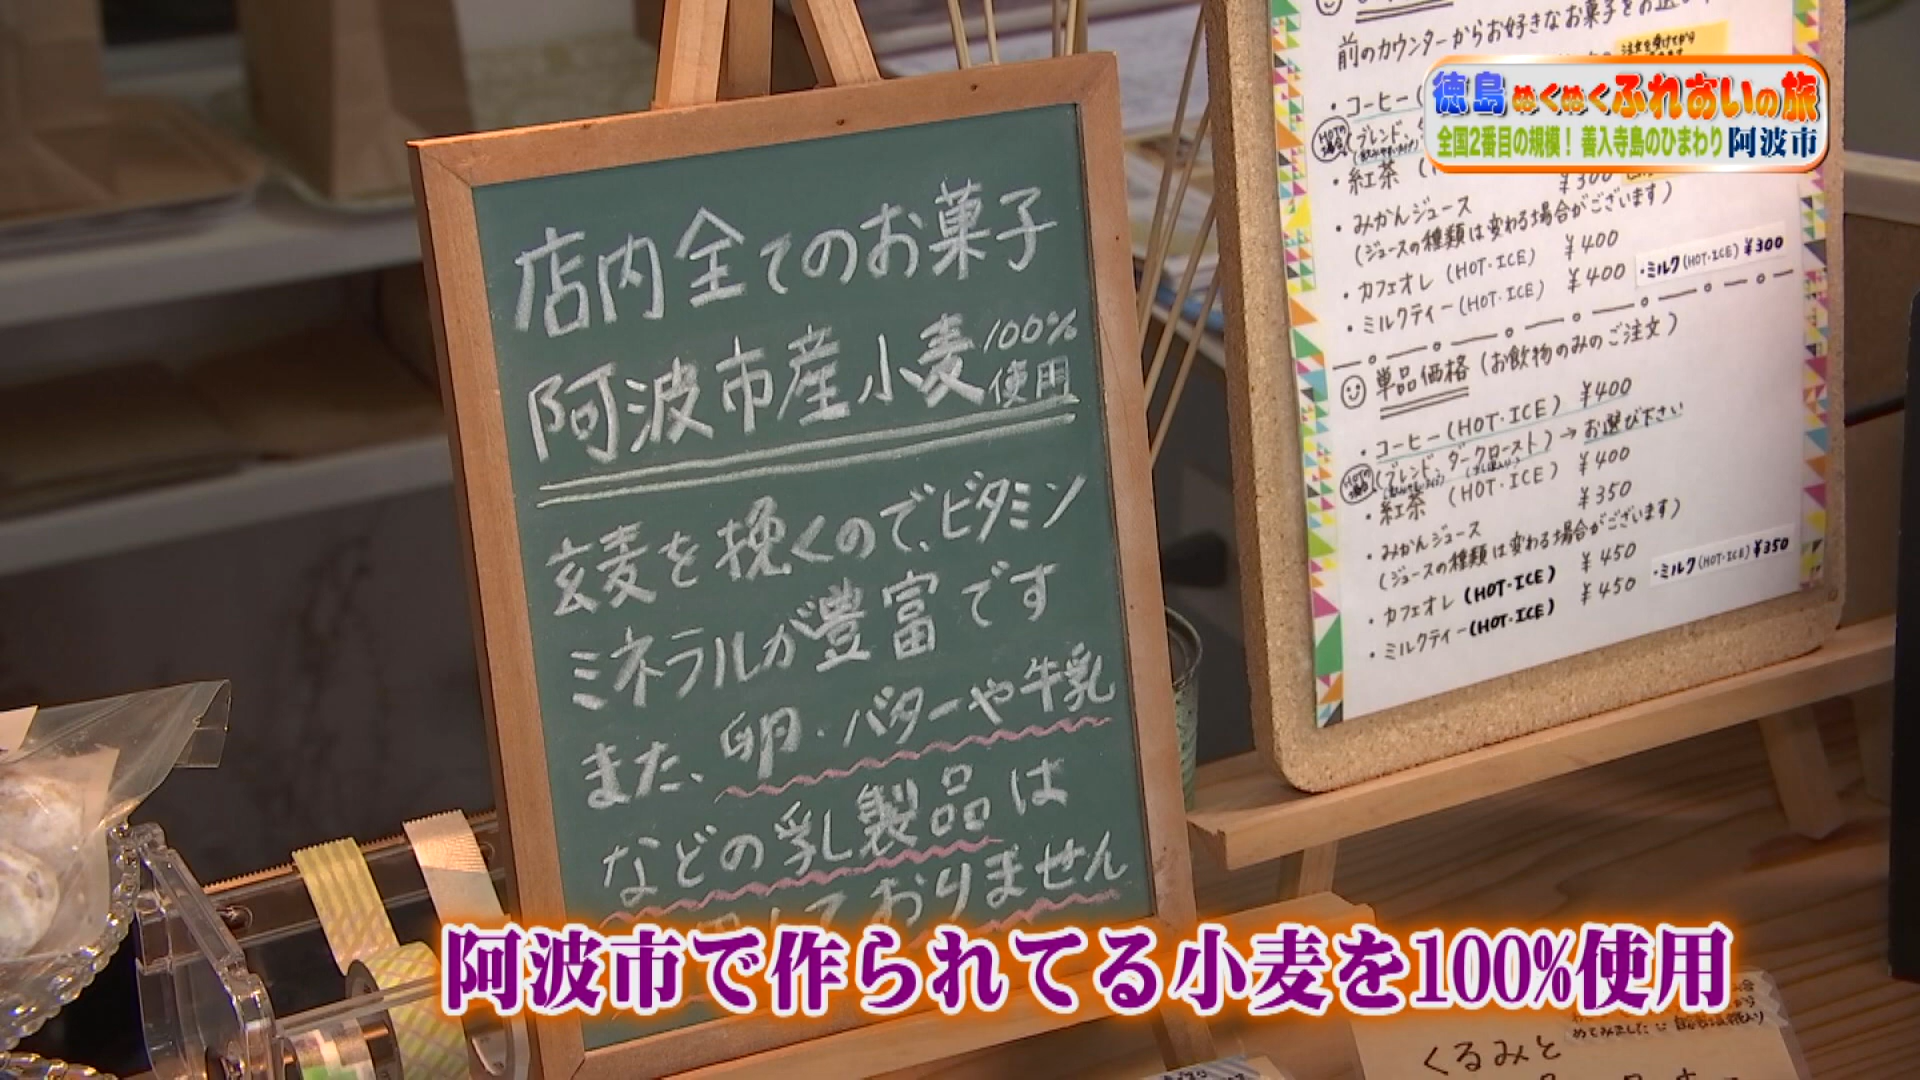 徳島ぬくぬくふれあいの旅
全国2番目の規模！ 善入寺島のひまわり 阿波市
店内全てのお菓子
阿波市産小麦100%使用
玄麦を挽くので、ビタミン
ミネラルが豊富です
また、卵・バターや牛乳
などの乳製品は
ておりません
前のカウンターからお好きなお菓子を
・コーヒー
・紅茶
・みかんジュース
(ジュースの種類は変わる場合がございます)
・カフェオレ (HOT・ICE) ¥400
・ミルクティー(HOT・ICE) ¥400 ・ミルク(HOT・ICE)¥300
単品価格 (お飲物のみのご注文)
・コーヒー(HOT・ICE) ¥400
(ブレンド、ダークロースト)→お選び下さい
・紅茶 (HOT・ICE) ¥400
・みかんジュース ¥350
(ジュースの種類は変わる場合がございます)
・カフェオレ (HOT・ICE) ¥450
・ミルクティー(HOT・ICE) ¥450 ・ミルク(HOT・ICE)¥350
阿波市で作られてる小麦を100%使用
くるみと